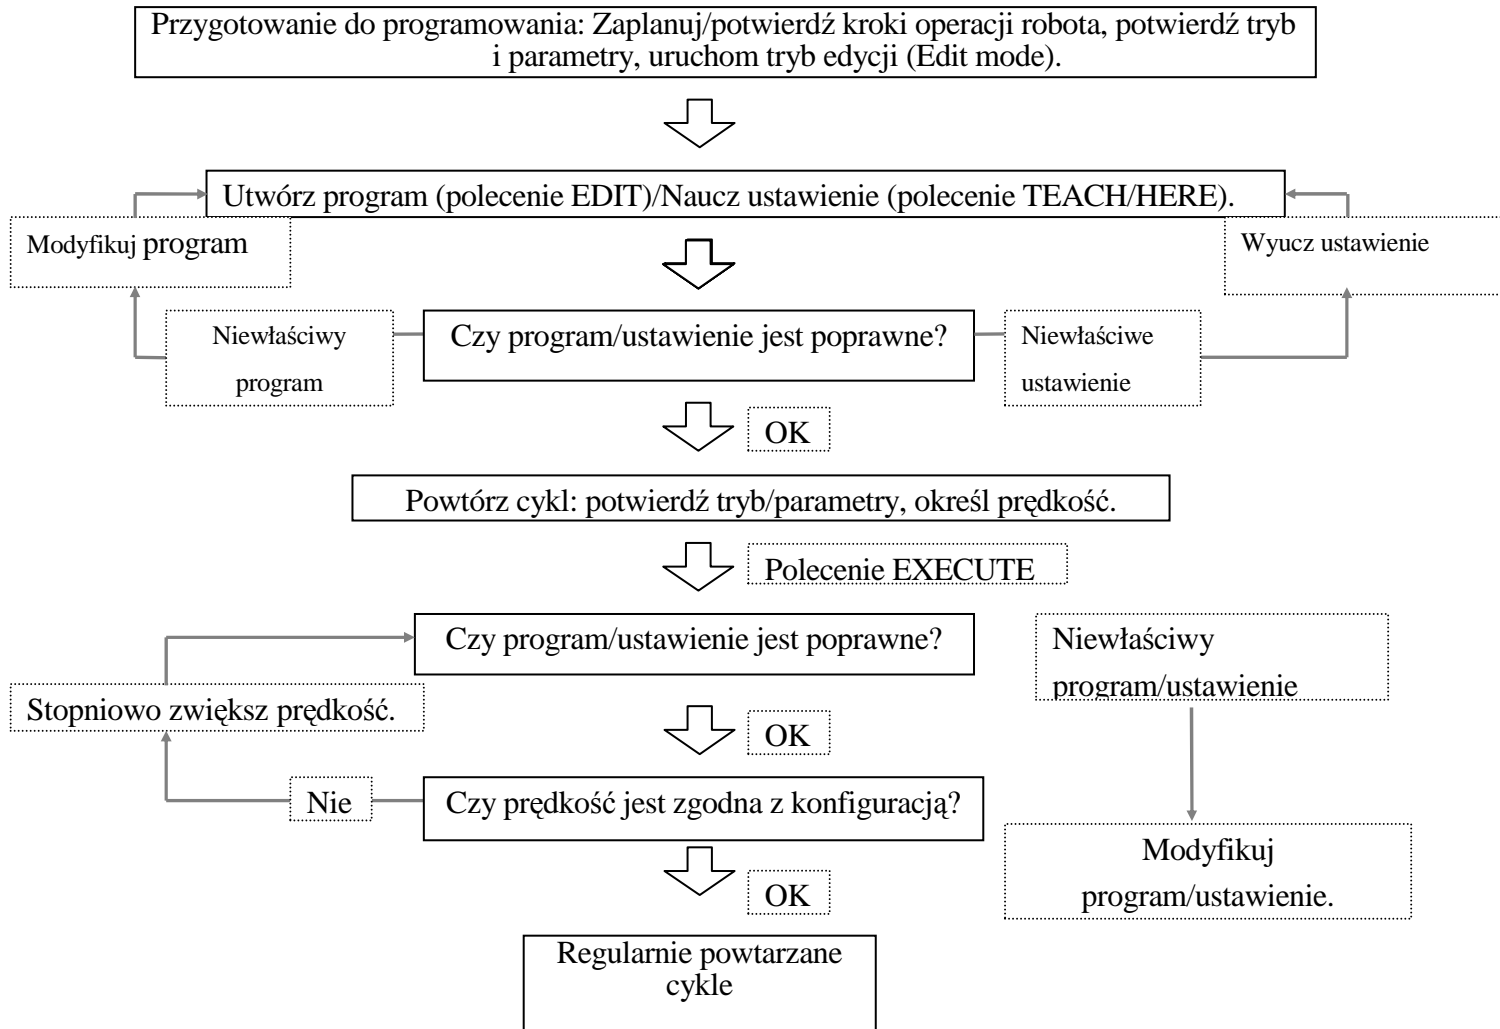 Przygotowanie do programowania: Zaplanuj/potwierdź kroki operacji robota, potwierdź tryb
i parametry, uruchom tryb edycji (Edit mode).
Utwórz program (polecenie EDIT)/Naucz ustawienie (polecenie TEACH/HERE).
Modyfikuj program
Wyucz ustawienie
Niewłaściwy
program
Czy program/ustawienie jest poprawne?
Niewłaściwe
ustawienie
OK
Powtórz cykl: potwierdź tryb/parametry, określ prędkość.
Polecenie EXECUTE
Czy program/ustawienie jest poprawne?
Niewłaściwy
program/ustawienie
Stopniowo zwiększ prędkość.
OK
Nie
Czy prędkość jest zgodna z konfiguracją?
Modyfikuj
program/ustawienie.
OK
Regularnie powtarzane
cykle